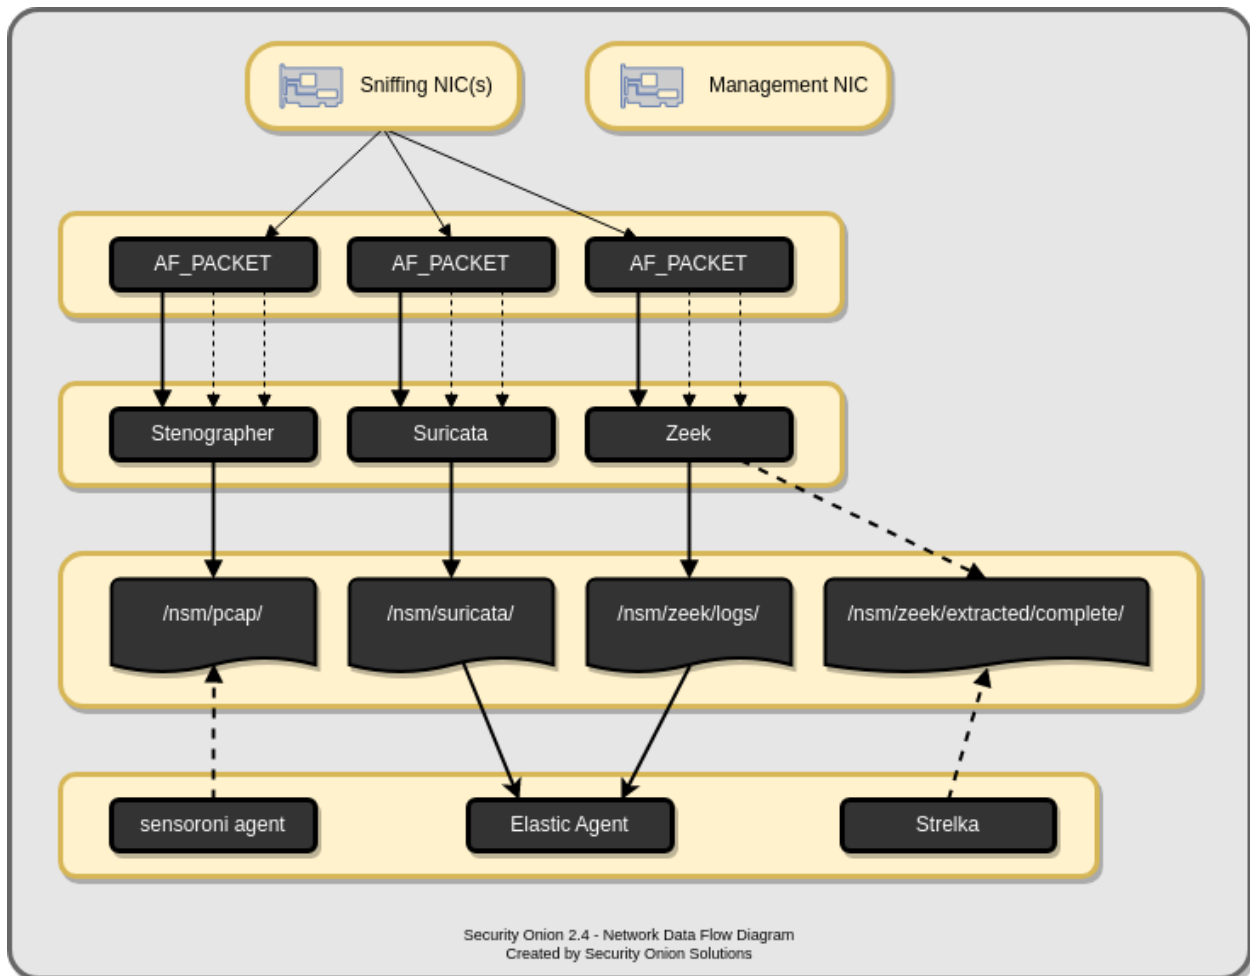 Sniffing NIC(s)
Management NIC
AF_PACKET
AF_PACKET
AF_PACKET
Stenographer
Suricata
Zeek
/nsm/pcap/
/nsm/suricata/
/nsm/zeek/logs/
/nsm/zeek/extracted/complete/
sensoroni agent
Elastic Agent
Strelka
Security Onion 2.4 - Network Data Flow Diagram
Created by Security Onion Solutions